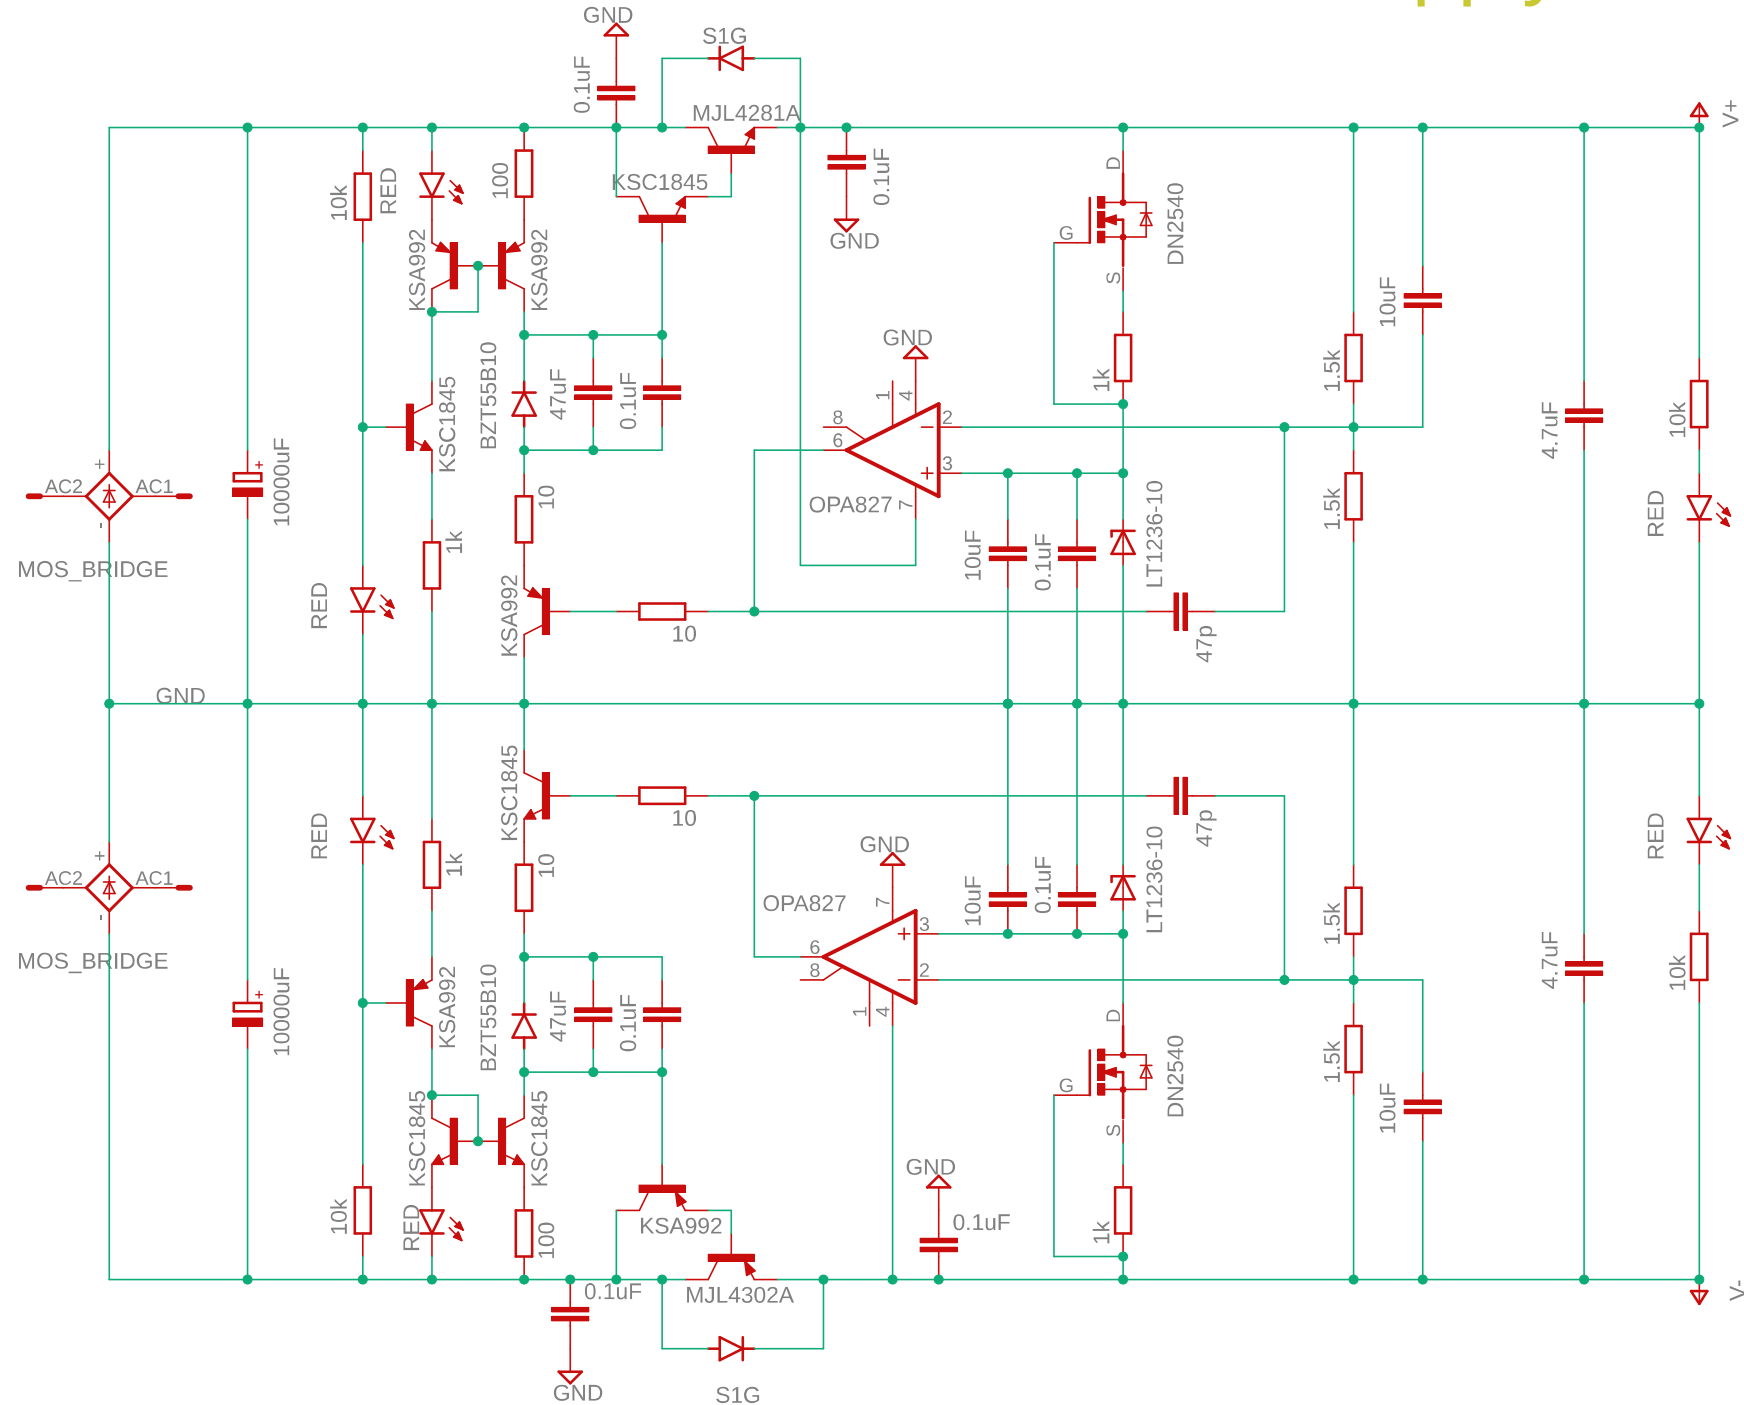 GND
S1G
0.1uF
MJL4281A
V+
KSC1845
0.1uF
GND
10k
RED
100
KSA992
KSA992
D
G
S
DN2540
10uF
GND
BZT55B10
47uF
0.1uF
KSC1845
1k
1.5k
1
4
8
6
2
3
7
OPA827
4.7uF
10k
AC2
+
AC1
-
MOS_BRIDGE
+
10000uF
10
1.5k
RED
10uF
0.1uF
LT1236-10
1k
RED
KSA992
10
47p
GND
KSC1845
10
47p
RED
1k
10
GND
OPA827
7
3
6
8
2
1
4
10uF
0.1uF
LT1236-10
1.5k
RED
AC2
+
AC1
-
MOS_BRIDGE
+
10000uF
KSA992
BZT55B10
47uF
0.1uF
4.7uF
10k
D
G
S
DN2540
1.5k
10uF
KSC1845
KSC1845
10k
RED
100
KSA992
GND
0.1uF
1k
0.1uF
MJL4302A
V-
GND
S1G